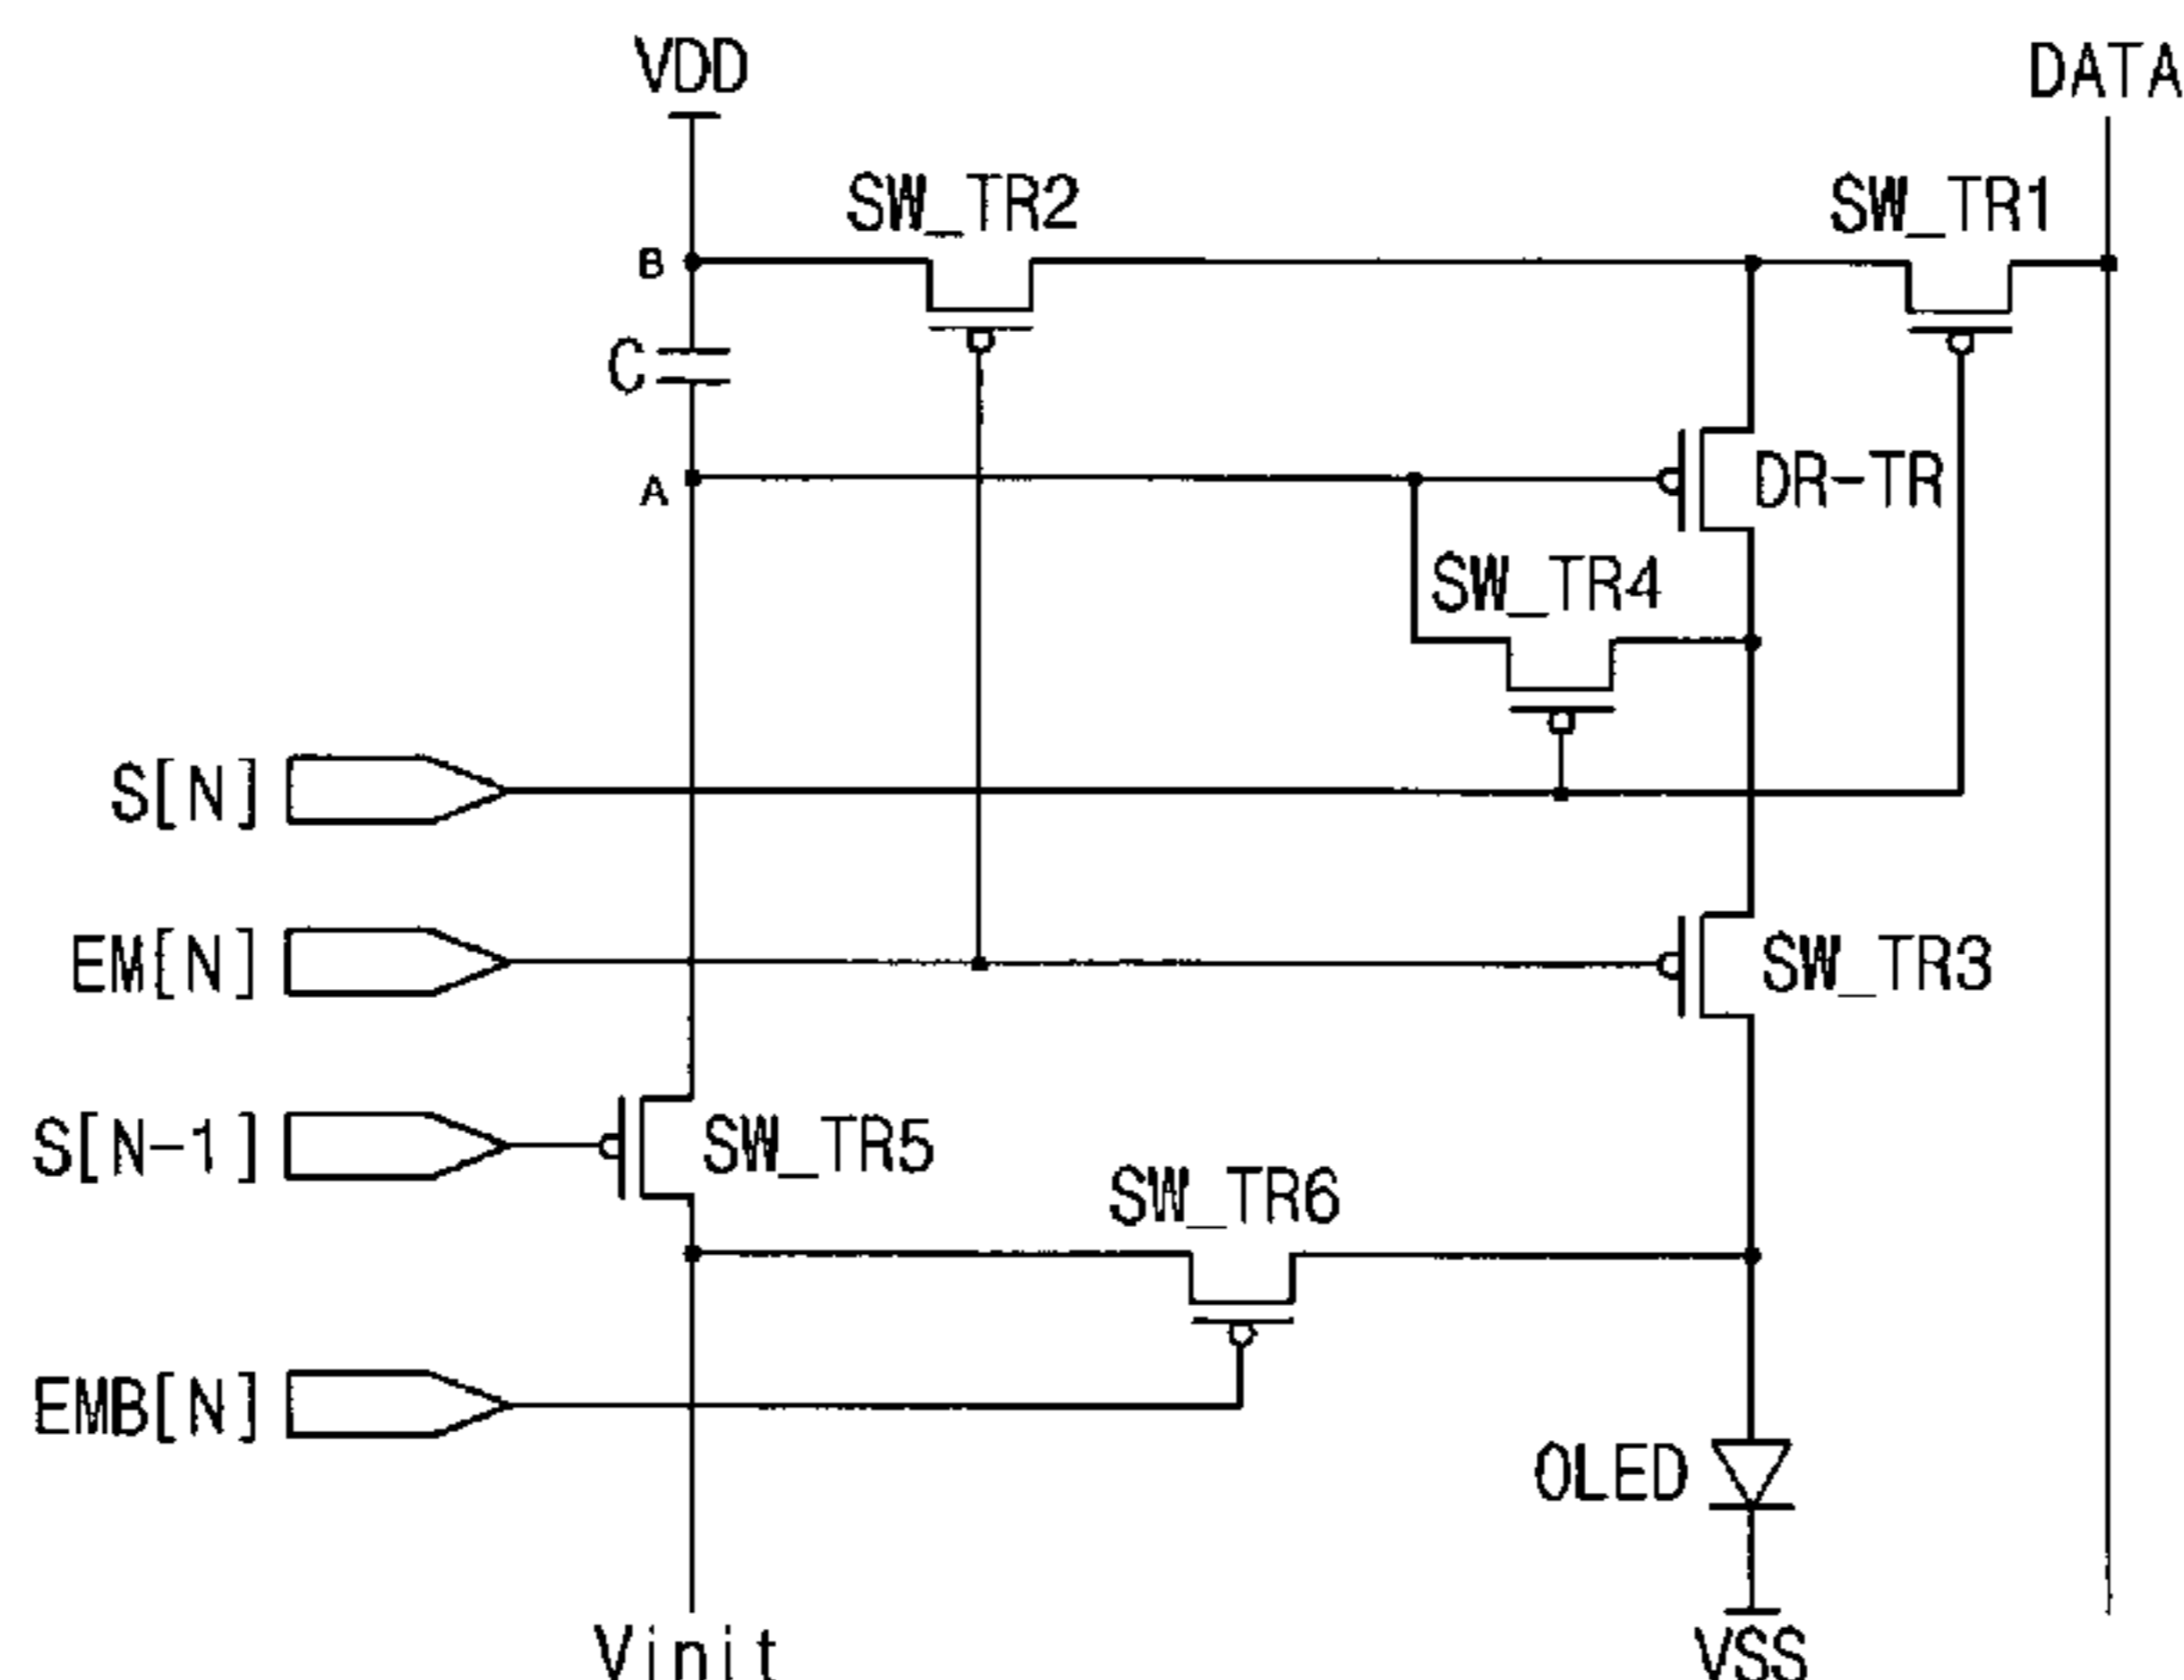 VDD
DATA
SW_TR2
SW_TR1
B
C
A
DR-TR
SW_TR4
S[N]
EM[N]
SW_TR3
S[N-1]
SW_TR5
SW_TR6
EMB[N]
OLED
Vinit
VSS